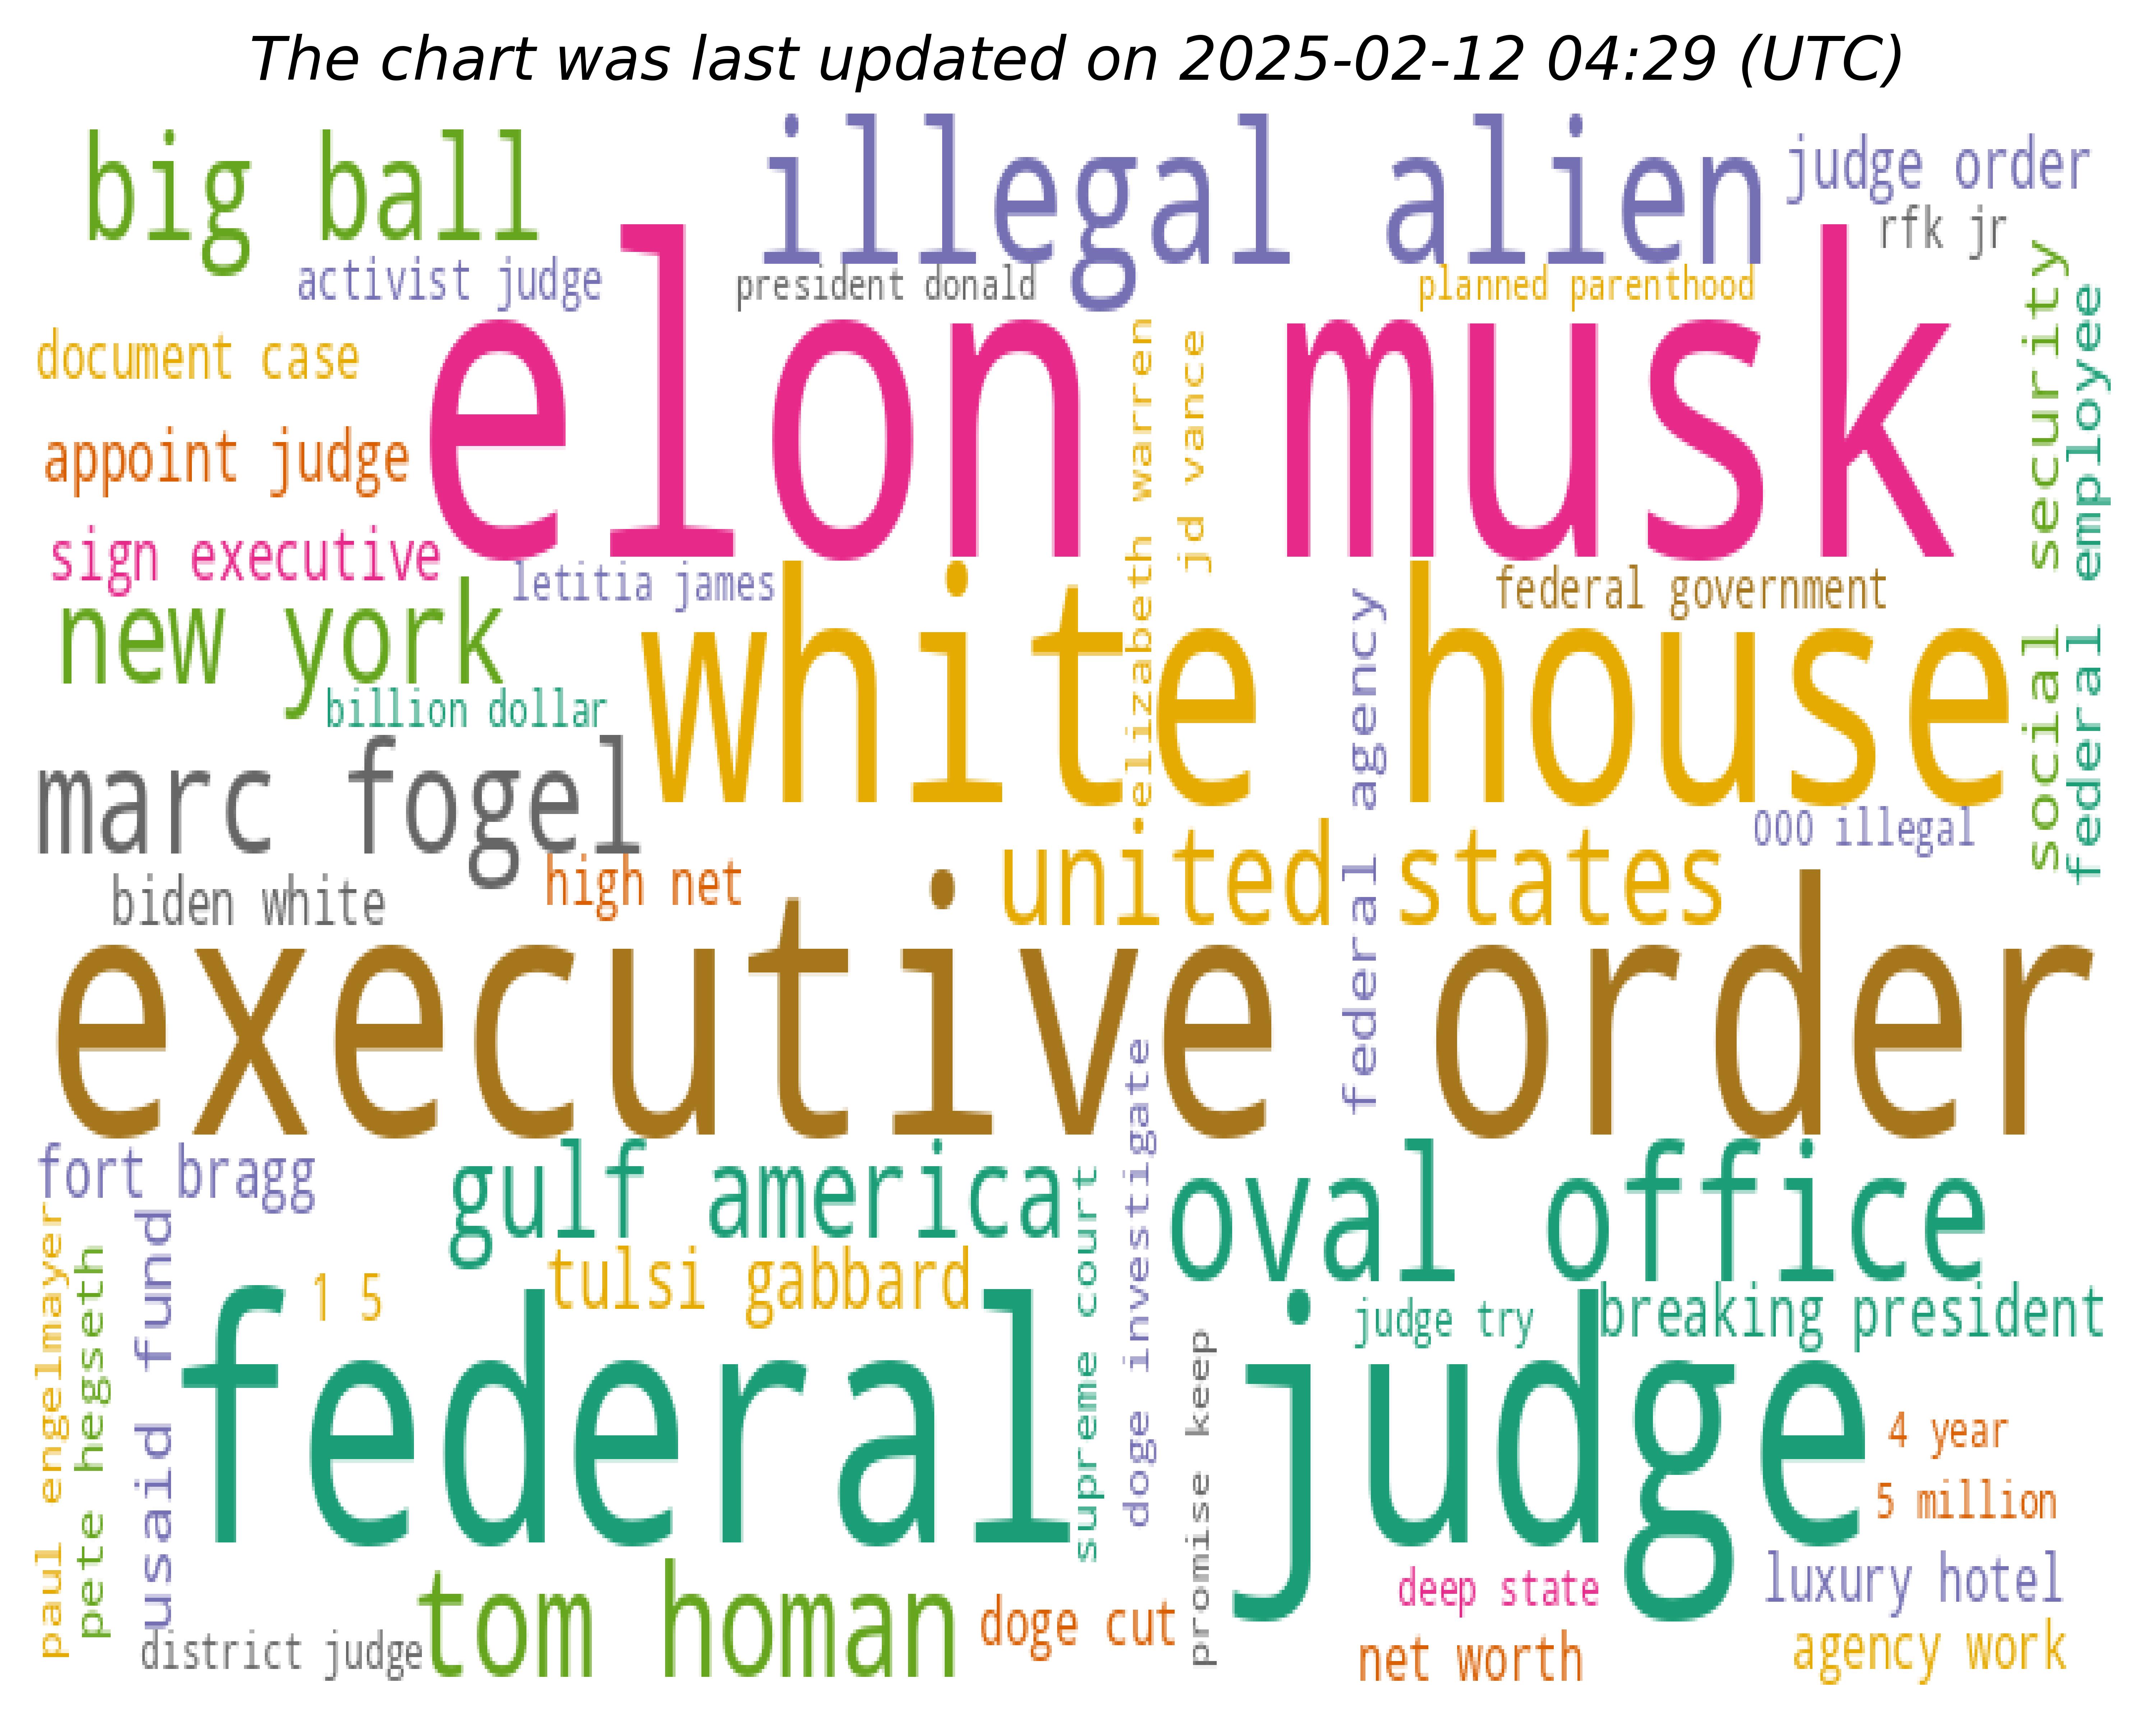 The chart was last updated on 2025-02-12 04:29 (UTC)
big ball
illegal alien
judge order
rfk jr
activist judge
president donald
planned parenthood
elon musk
document case
appoint judge
sign executive
elizabeth warren
jd vance
social security
federal employee
letitia james
federal government
new york
white house
billion dollar
federal agency
marc fogel
000 illegal
united states
high net
biden white
executive order
fort bragg
gulf america
oval office
supreme court
doge investigate
tulsi gabbard
1 5
judge try
breaking president
paul engelmayer
pete hegseth
usaid fund
federal judge
promise keep
4 year
5 million
deep state
luxury hotel
tom homan
doge cut
district judge
net worth
agency work